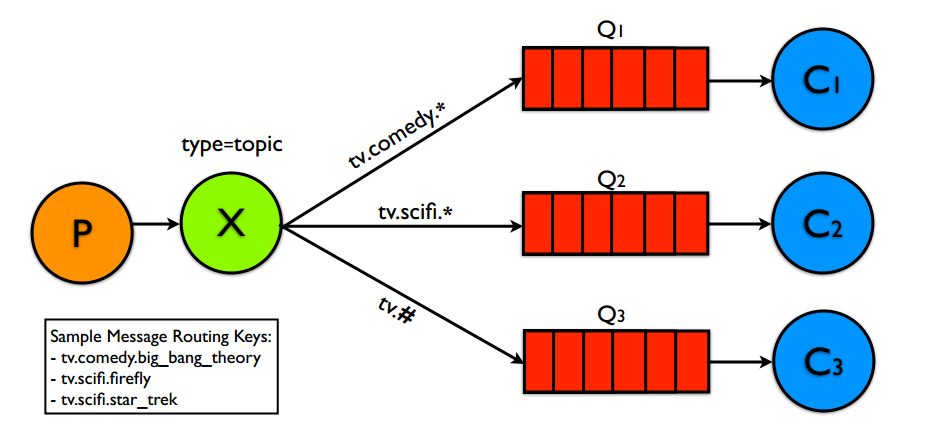 Q1
C1
type=topic
tv.comedy.*
P
X
tv.scifi.*
Q2
C2
tv.#
Q3
C3
Sample Message Routing Keys:
- tv.comedy.big_bang_theory
- tv.scifi.firefly
- tv.scifi.star_trek